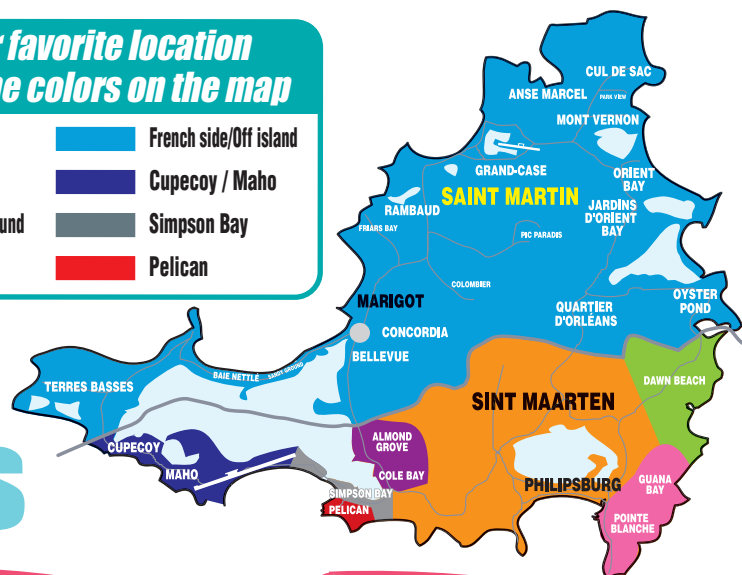 favorite location
colors on the map
French side/Off island
Cupecoy / Maho
Simpson Bay
Pelican
CUL DE SAC
ANSE MARCEL
PARK VIEW
MONT VERNON
GRAND-CASE
ORIENT
BAY
SAINT MARTIN
RAMBAUD
JARDINS
D'ORIENT
BAY
FRIARS BAY
PIC PARADIS
COLOMBIER
MARIGOT
OYSTER
POND
QUARTIER
D'ORLÉANS
CONCORDIA
BELLEVUE
BAIE NETTLÉ
SANDY GROUND
TERRES BASSES
DAWN BEACH
SINT MAARTEN
ALMOND
GROVE
CUPECOY
MAHO
COLE BAY
SIMPSON BAY
PELICAN
PHILIPSBURG
GUANA
BAY
POINTE
BLANCHE